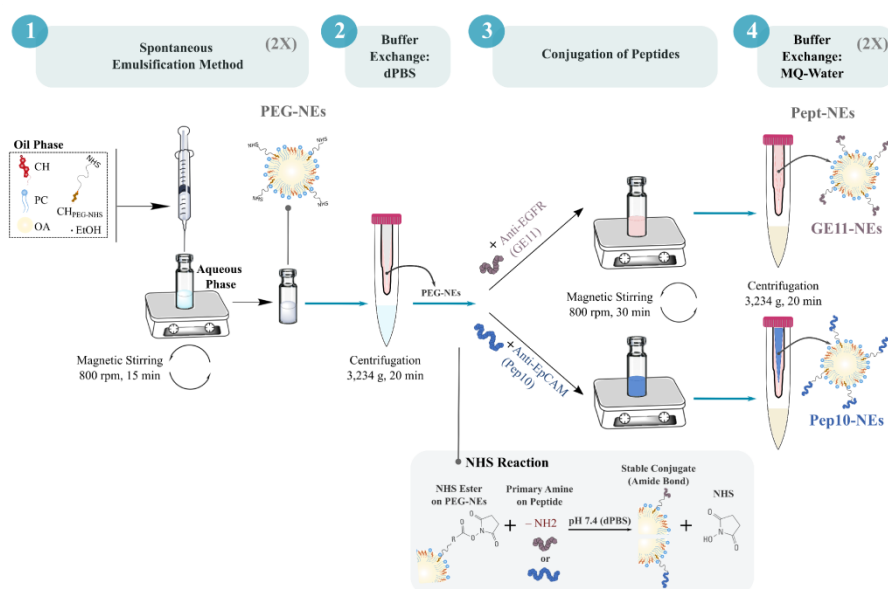 1
Spontaneous
Emulsification Method
(2X)
2
Buffer
Exchange:
dPBS
3
Conjugation of Peptides
4
Buffer
Exchange:
MQ-Water
(2X)
PEG-NEs
NHS
NHS
NHS
NHS
Oil Phase
CH
PC
OA
NHS
CHPEG-NHS
· EtOH
Aqueous
Phase
Magnetic Stirring
800 rpm, 15 min
Centrifugation
3,234 g, 20 min
PEG-NEs
+ Anti-EGFR
(GE11)
+ Anti-EpCAM
(Pep10)
Magnetic Stirring
800 rpm, 30 min
Pept-NEs
GE11-NEs
Centrifugation
3,234 g, 20 min
Pep10-NEs
NHS Reaction
NHS Ester
on PEG-NEs
R
O
O
O
N
O
+
Primary Amine
on Peptide
– NH2
or
pH 7.4 (dPBS)
Stable Conjugate
(Amide Bond)
+
NHS
O
HO
N
O